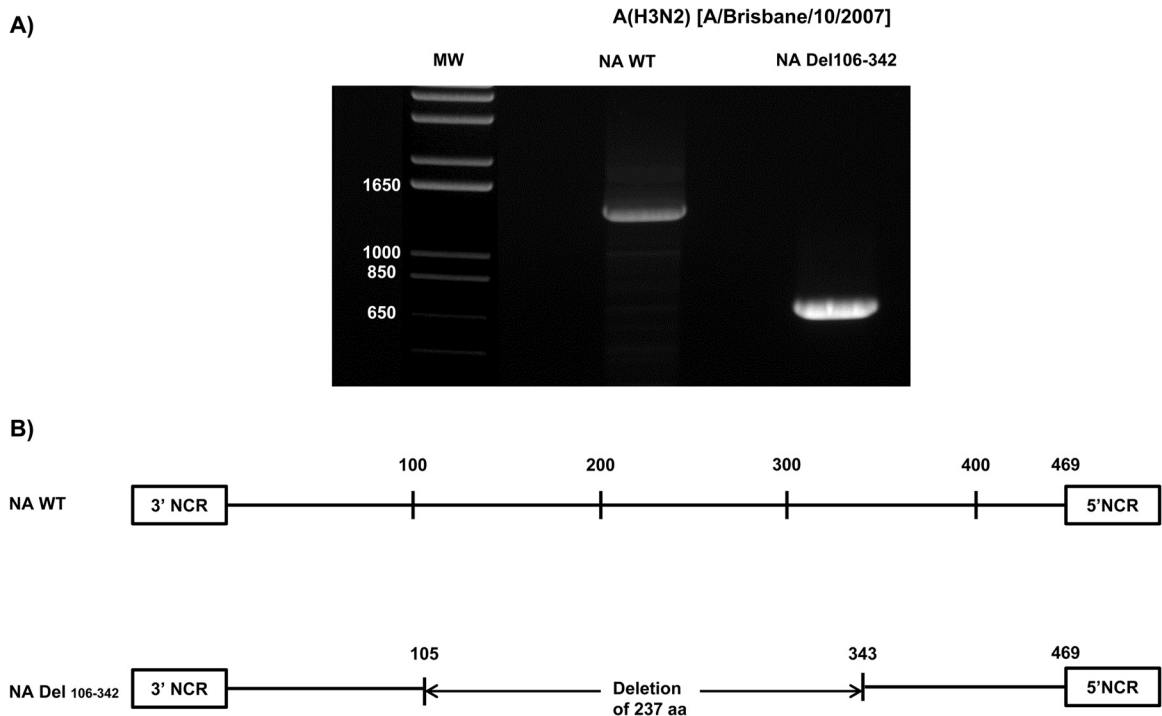 A)
A(H3N2) [A/Brisbane/10/2007]
MW
NA WT
NA Del106-342
1650
1000
850
650
B)
100
200
300
400
469
NA WT
3’ NCR
5’NCR
105
343
469
NA Del 106-342
3’ NCR
Deletion
of 237 aa
5’NCR